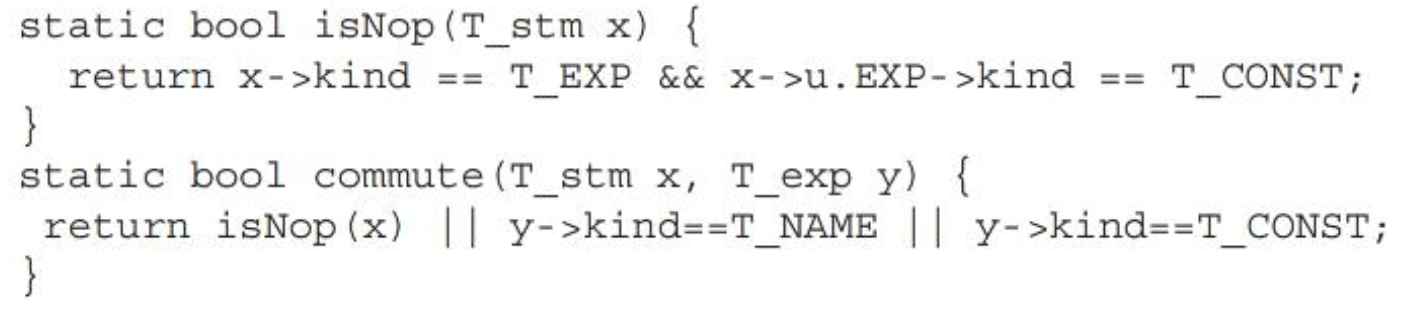 static bool isNop(T_stm x) {
  return x->kind == T_EXP && x->u.EXP->kind == T_CONST;
}
static bool commute(T_stm x, T_exp y) {
 return isNop(x) || y->kind==T_NAME || y->kind==T_CONST;
}